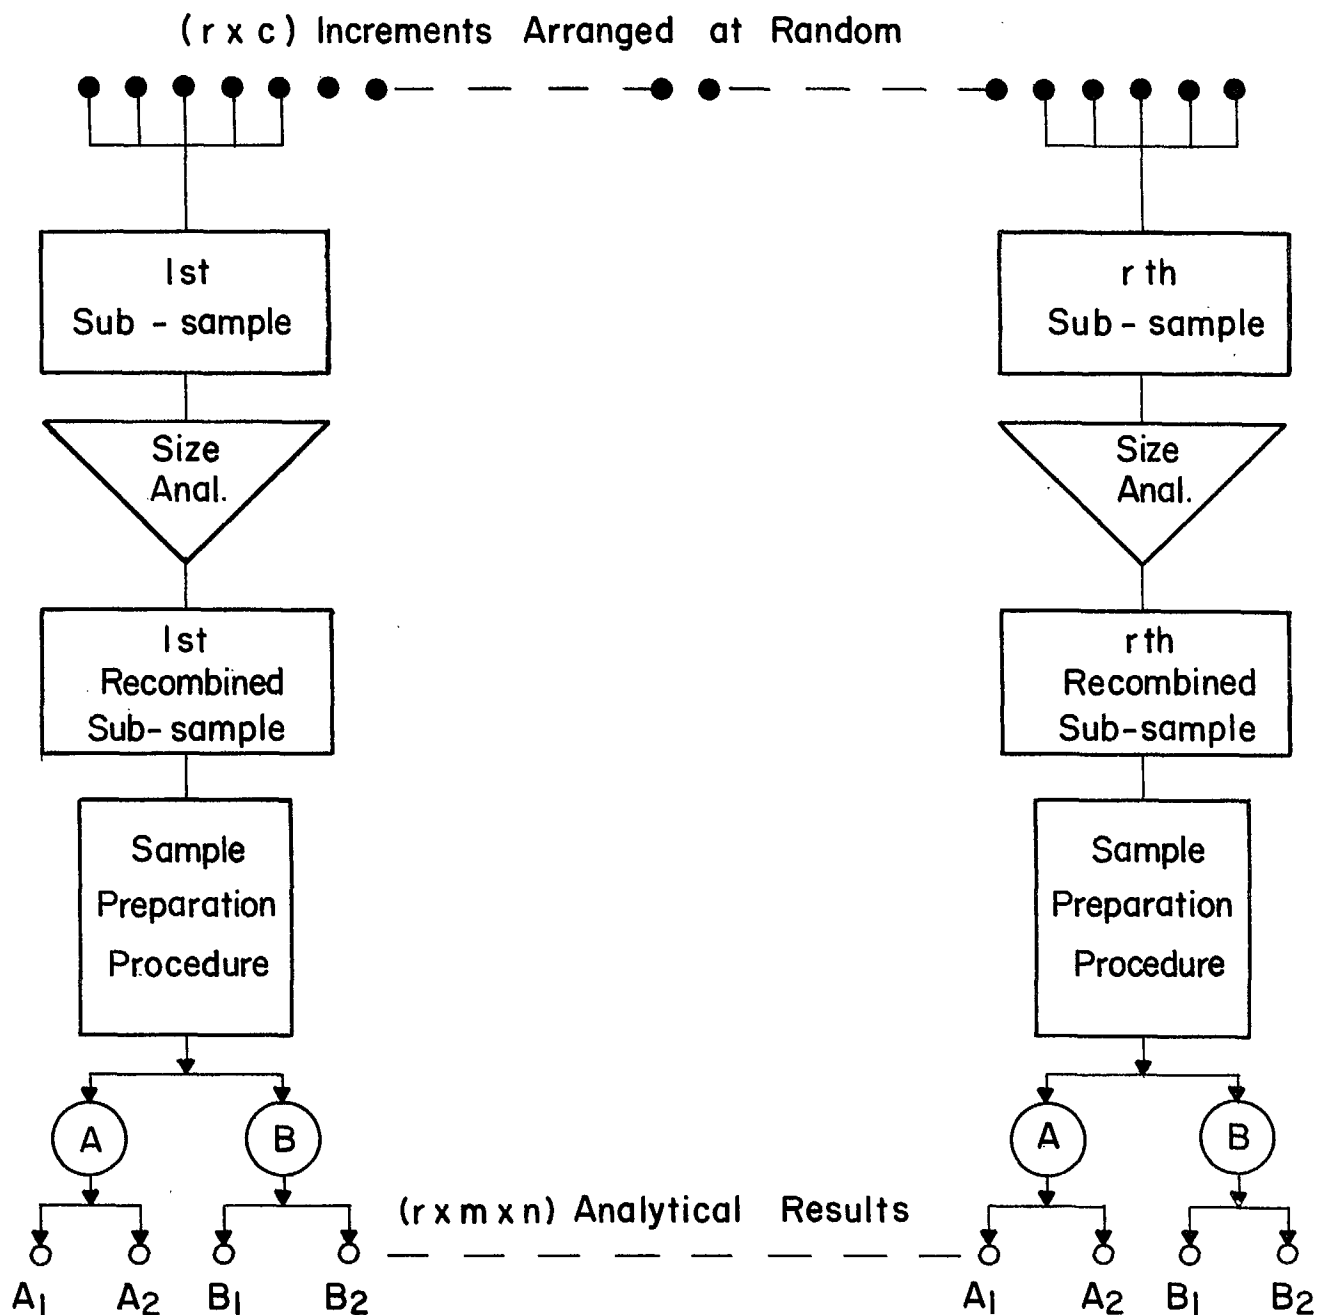 (r x c) Increments Arranged at Random
1st
Sub - sample
r th
Sub - sample
Size
Anal.
Size
Anal.
1st
Recombined
Sub-sample
rth
Recombined
Sub-sample
Sample
Preparation
Procedure
Sample
Preparation
Procedure
A B
A B
(r x m x n) Analytical Results
A1 A2 B1 B2
A1 A2 B1 B2